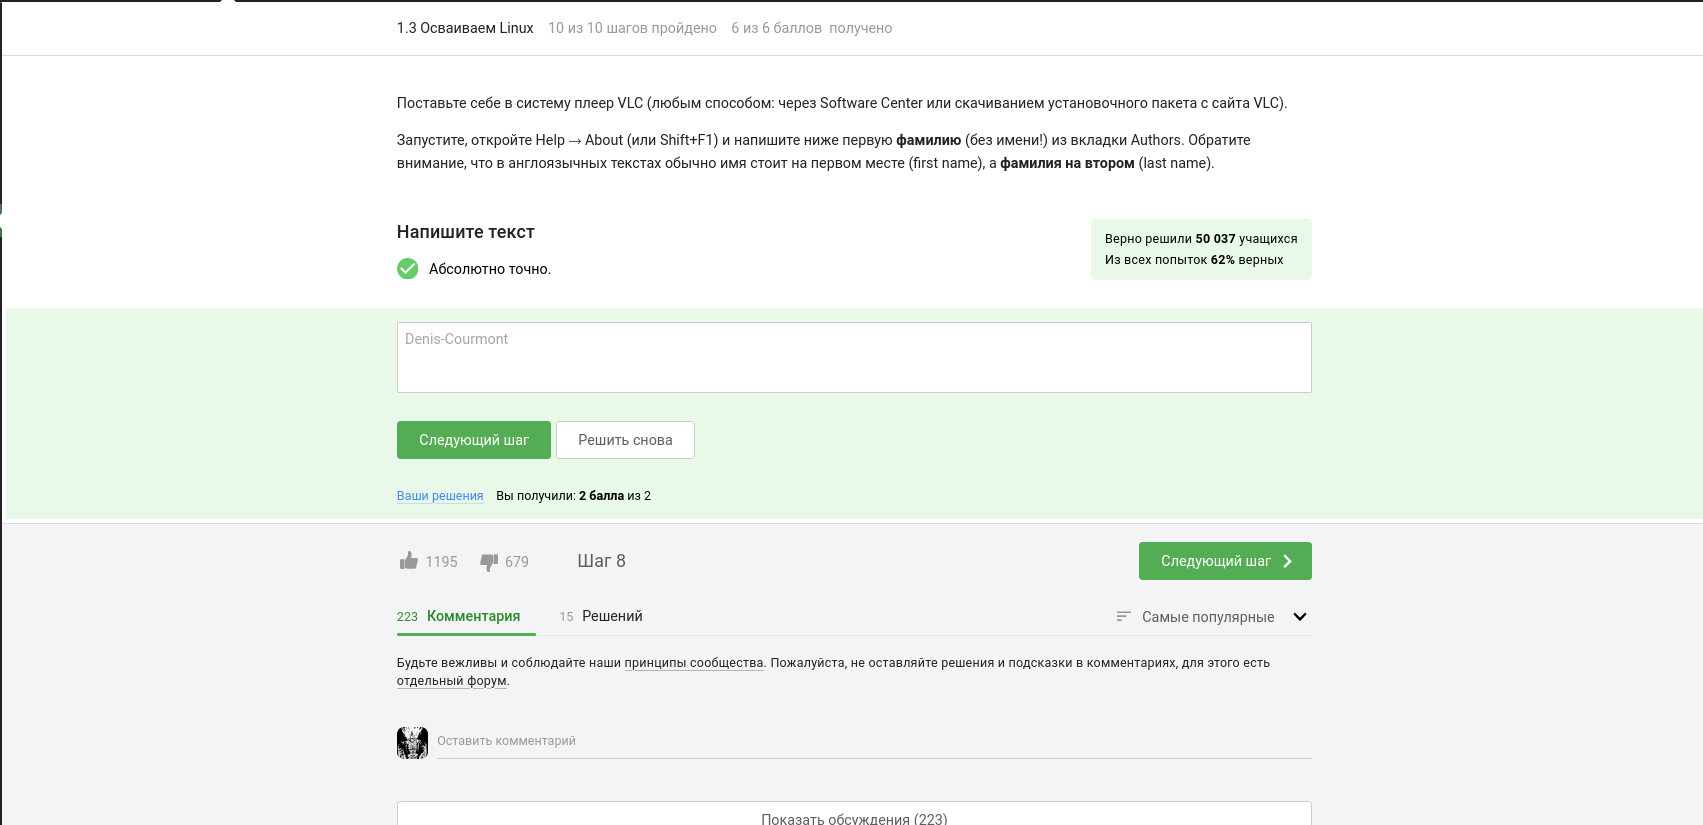 1.3 Осваиваем Linux 10 из 10 шагов пройдено 6 из 6 баллов получено
Поставьте себе в систему плеер VLC (любым способом: через Software Center или скачиванием установочного пакета с сайта VLC).
Запустите, откройте Help → About (или Shift+F1) и напишите ниже первую фамилию (без имени!) из вкладки Authors. Обратите
внимание, что в англоязычных текстах обычно имя стоит на первом месте (first name), а фамилия на втором (last name).
Напишите текст
Абсолютно точно.
Верно решили 50 037 учащихся
Из всех попыток 62% верных
Denis-Courmont
Следующий шаг Решить снова
Ваши решения Вы получили: 2 балла из 2
1195 679 Шаг 8 Следующий шаг
223 Комментария 15 Решений Самые популярные
Будьте вежливы и соблюдайте наши принципы сообщества. Пожалуйста, не оставляйте решения и подсказки в комментариях, для этого есть
отдельный форум.
Оставить комментарий
Показать обсуждения (223)